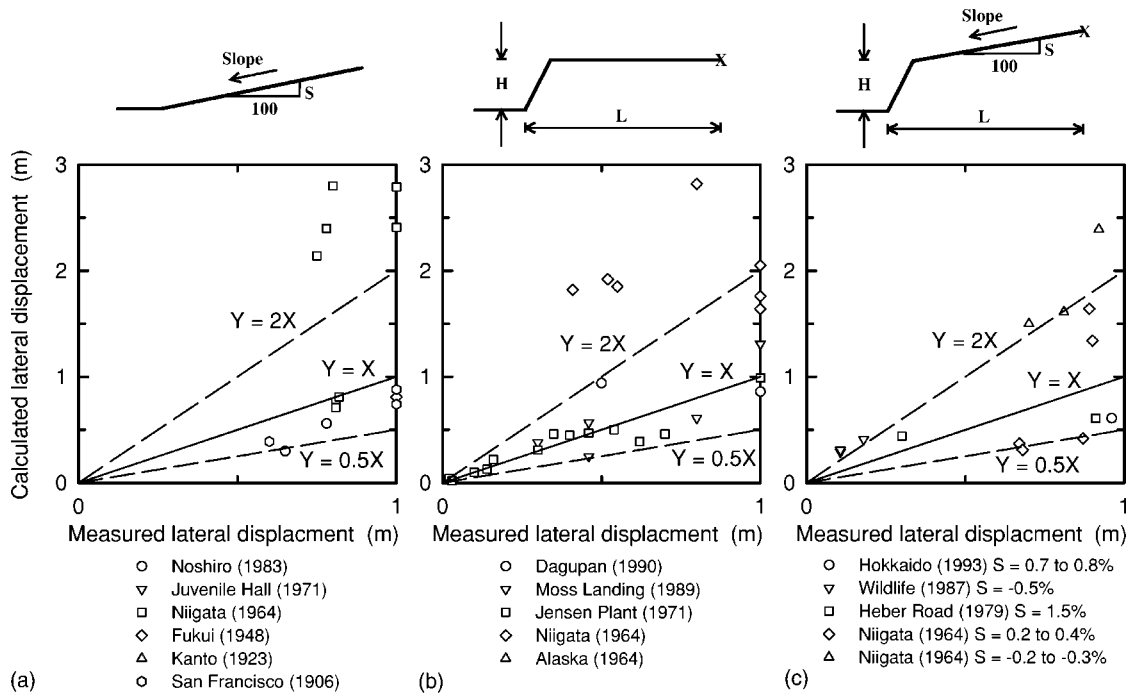 Slope
S
100
H
X
L
Slope
X
S
100
H
L
Calculated lateral displacement (m)
3
2
1
0
Y = 2X
Y = X
Y = 0.5X
0
1
Measured lateral displacment (m)
3
2
1
0
Y = 2X
Y = X
Y = 0.5X
0
1
Measured lateral displacment (m)
3
2
1
0
Y = 2X
Y = X
Y = 0.5X
0
1
Measured lateral displacment (m)
(a)
Noshiro (1983)
Juvenile Hall (1971)
Niigata (1964)
Fukui (1948)
Kanto (1923)
San Francisco (1906)
(b)
Dagupan (1990)
Moss Landing (1989)
Jensen Plant (1971)
Niigata (1964)
Alaska (1964)
(c)
Hokkaido (1993) S = 0.7 to 0.8%
Wildlife (1987) S = -0.5%
Heber Road (1979) S = 1.5%
Niigata (1964) S = 0.2 to 0.4%
Niigata (1964) S = -0.2 to -0.3%